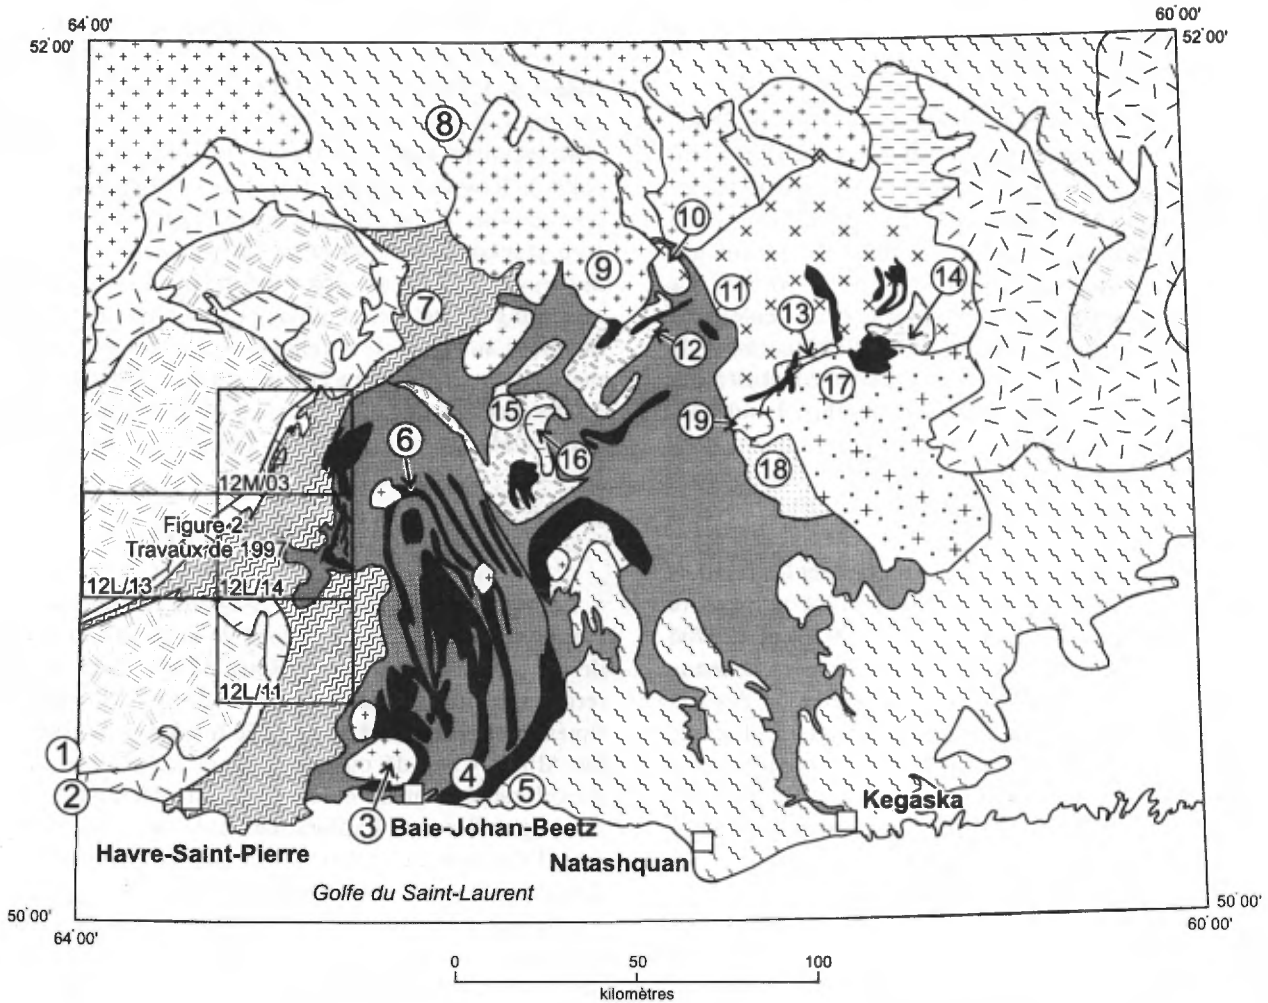 64°00'
60°00'
52°00'
52°00'
8
10
9
11
14
7
13
12
17
15
19
6
16
18
12M/03
Figure 2
Travaux de 1997
12L/13
12L/14
12L/11
1
2
4
5
3
Kegaska
Baie-Johan-Beetz
Havre-Saint-Pierre
Natashquan
Golfe du Saint-Laurent
50°00'
50°00'
64°00'
60°00'
0 50 100
kilomètres